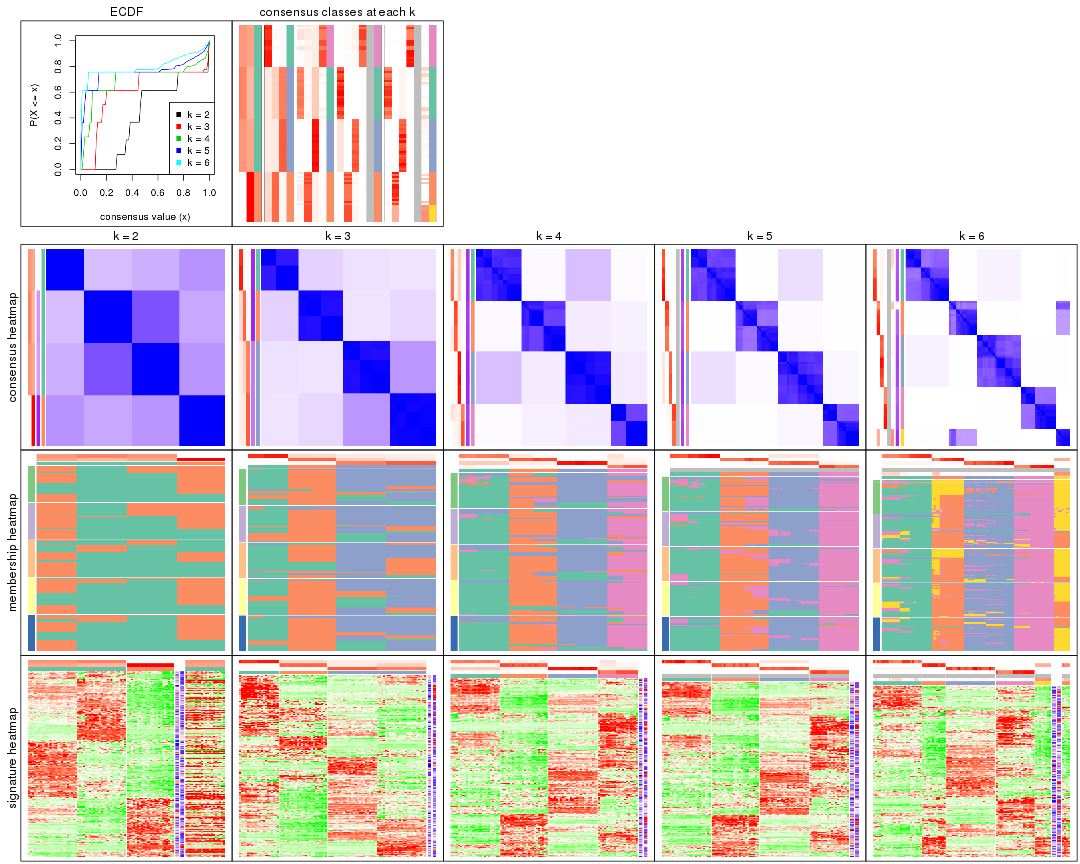 ECDF
consensus classes at each k
P(X <= x)
1.0
0.8
0.6
0.4
0.2
0.0
k = 2
k = 3
k = 4
k = 5
k = 6
0.0 0.2 0.4 0.6 0.8 1.0
consensus value (x)
k = 2
k = 3
k = 4
k = 5
k = 6
consensus heatmap
membership heatmap
signature heatmap